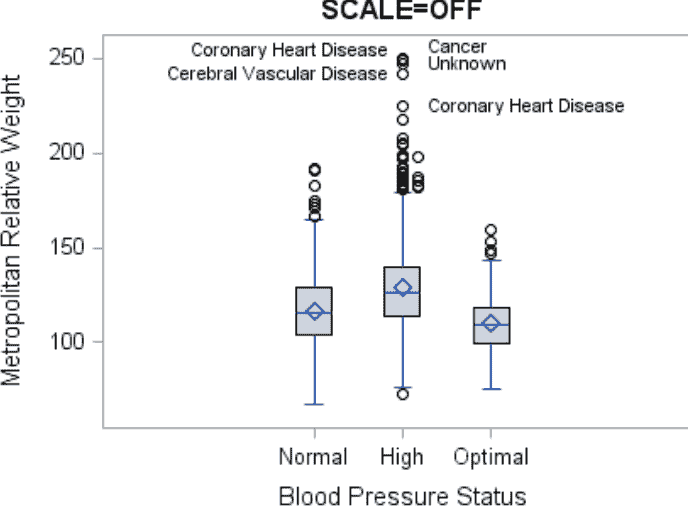 SCALE=OFF
Metropolitan Relative Weight
250
200
150
100
Coronary Heart Disease
Cerebral Vascular Disease
Cancer
Unknown
Coronary Heart Disease
Normal
High
Optimal
Blood Pressure Status